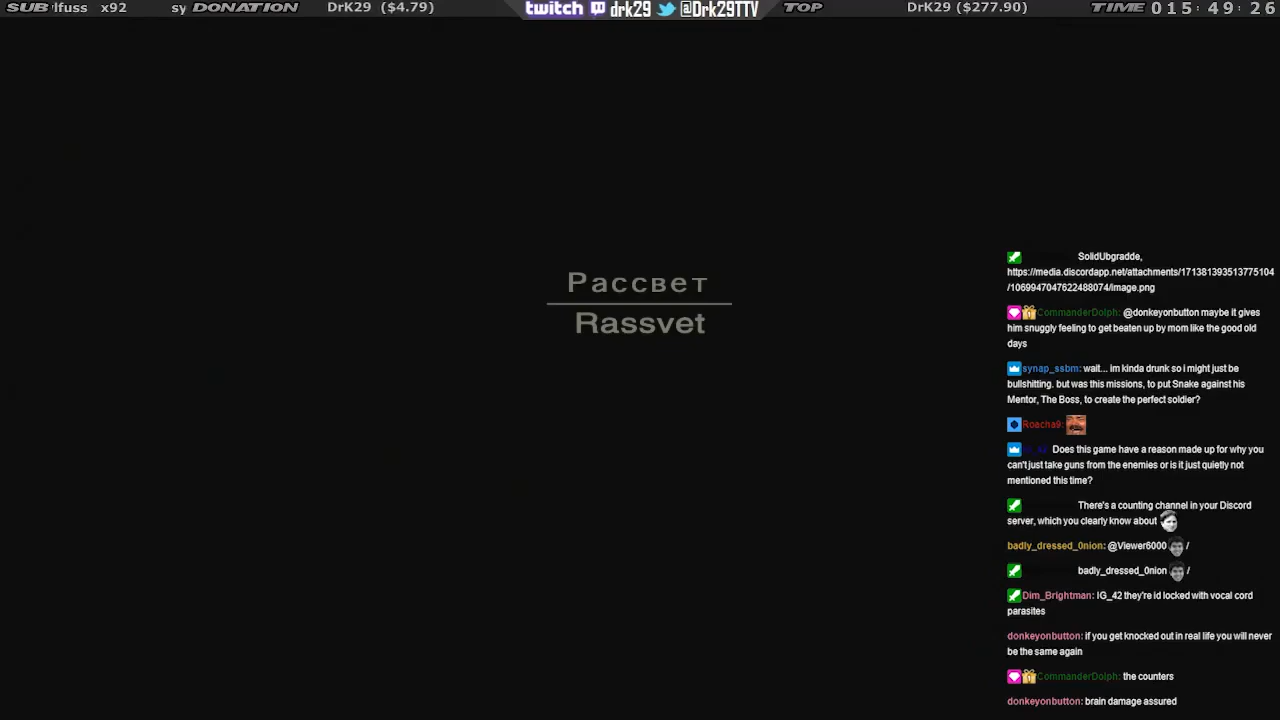 SUB lfuss x92 sy DONATION DrK29 ($4.79) twitch drk29 @Drk29TTV TOP DrK29 ($277.90) TIME 015:49:26
Рассвет
Rassvet
SolidUbgradde,
https://media.discordapp.net/attachments/171381393513775104
/1069947047622488074/image.png
CommanderDolph: @donkeyonbutton maybe it gives
him snuggly feeling to get beaten up by mom like the good old
days
synap_ssbm: wait... im kinda drunk so i might just be
bullshitting. but was this missions, to put Snake against his
Mentor, The Boss, to create the perfect soldier?
Roacha9:
Does this game have a reason made up for why you
can't just take guns from the enemies or is it just quietly not
mentioned this time?
There's a counting channel in your Discord
server, which you clearly know about
badly_dressed_0nion: @Viewer6000 /
badly_dressed_0nion /
Dim_Brightman: IG_42 they're id locked with vocal cord
parasites
donkeyonbutton: if you get knocked out in real life you will never
be the same again
CommanderDolph: the counters
donkeyonbutton: brain damage assured